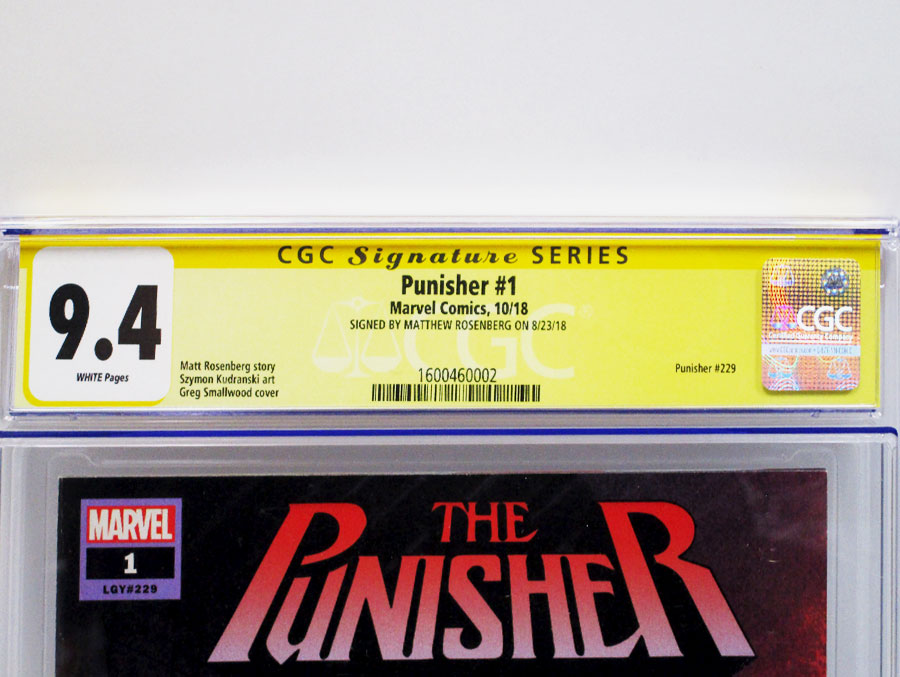 CGC Signature SERIES
Punisher #1
Marvel Comics, 10/18
SIGNED BY MATTHEW ROSENBERG ON 8/23/18
9.4
WHITE Pages
Matt Rosenberg story
Szymon Kudranski art
Greg Smallwood cover
CGC®
1600460002
Punisher #229
CGC
MARVEL
1
LGY#229
THE
PUNISHER